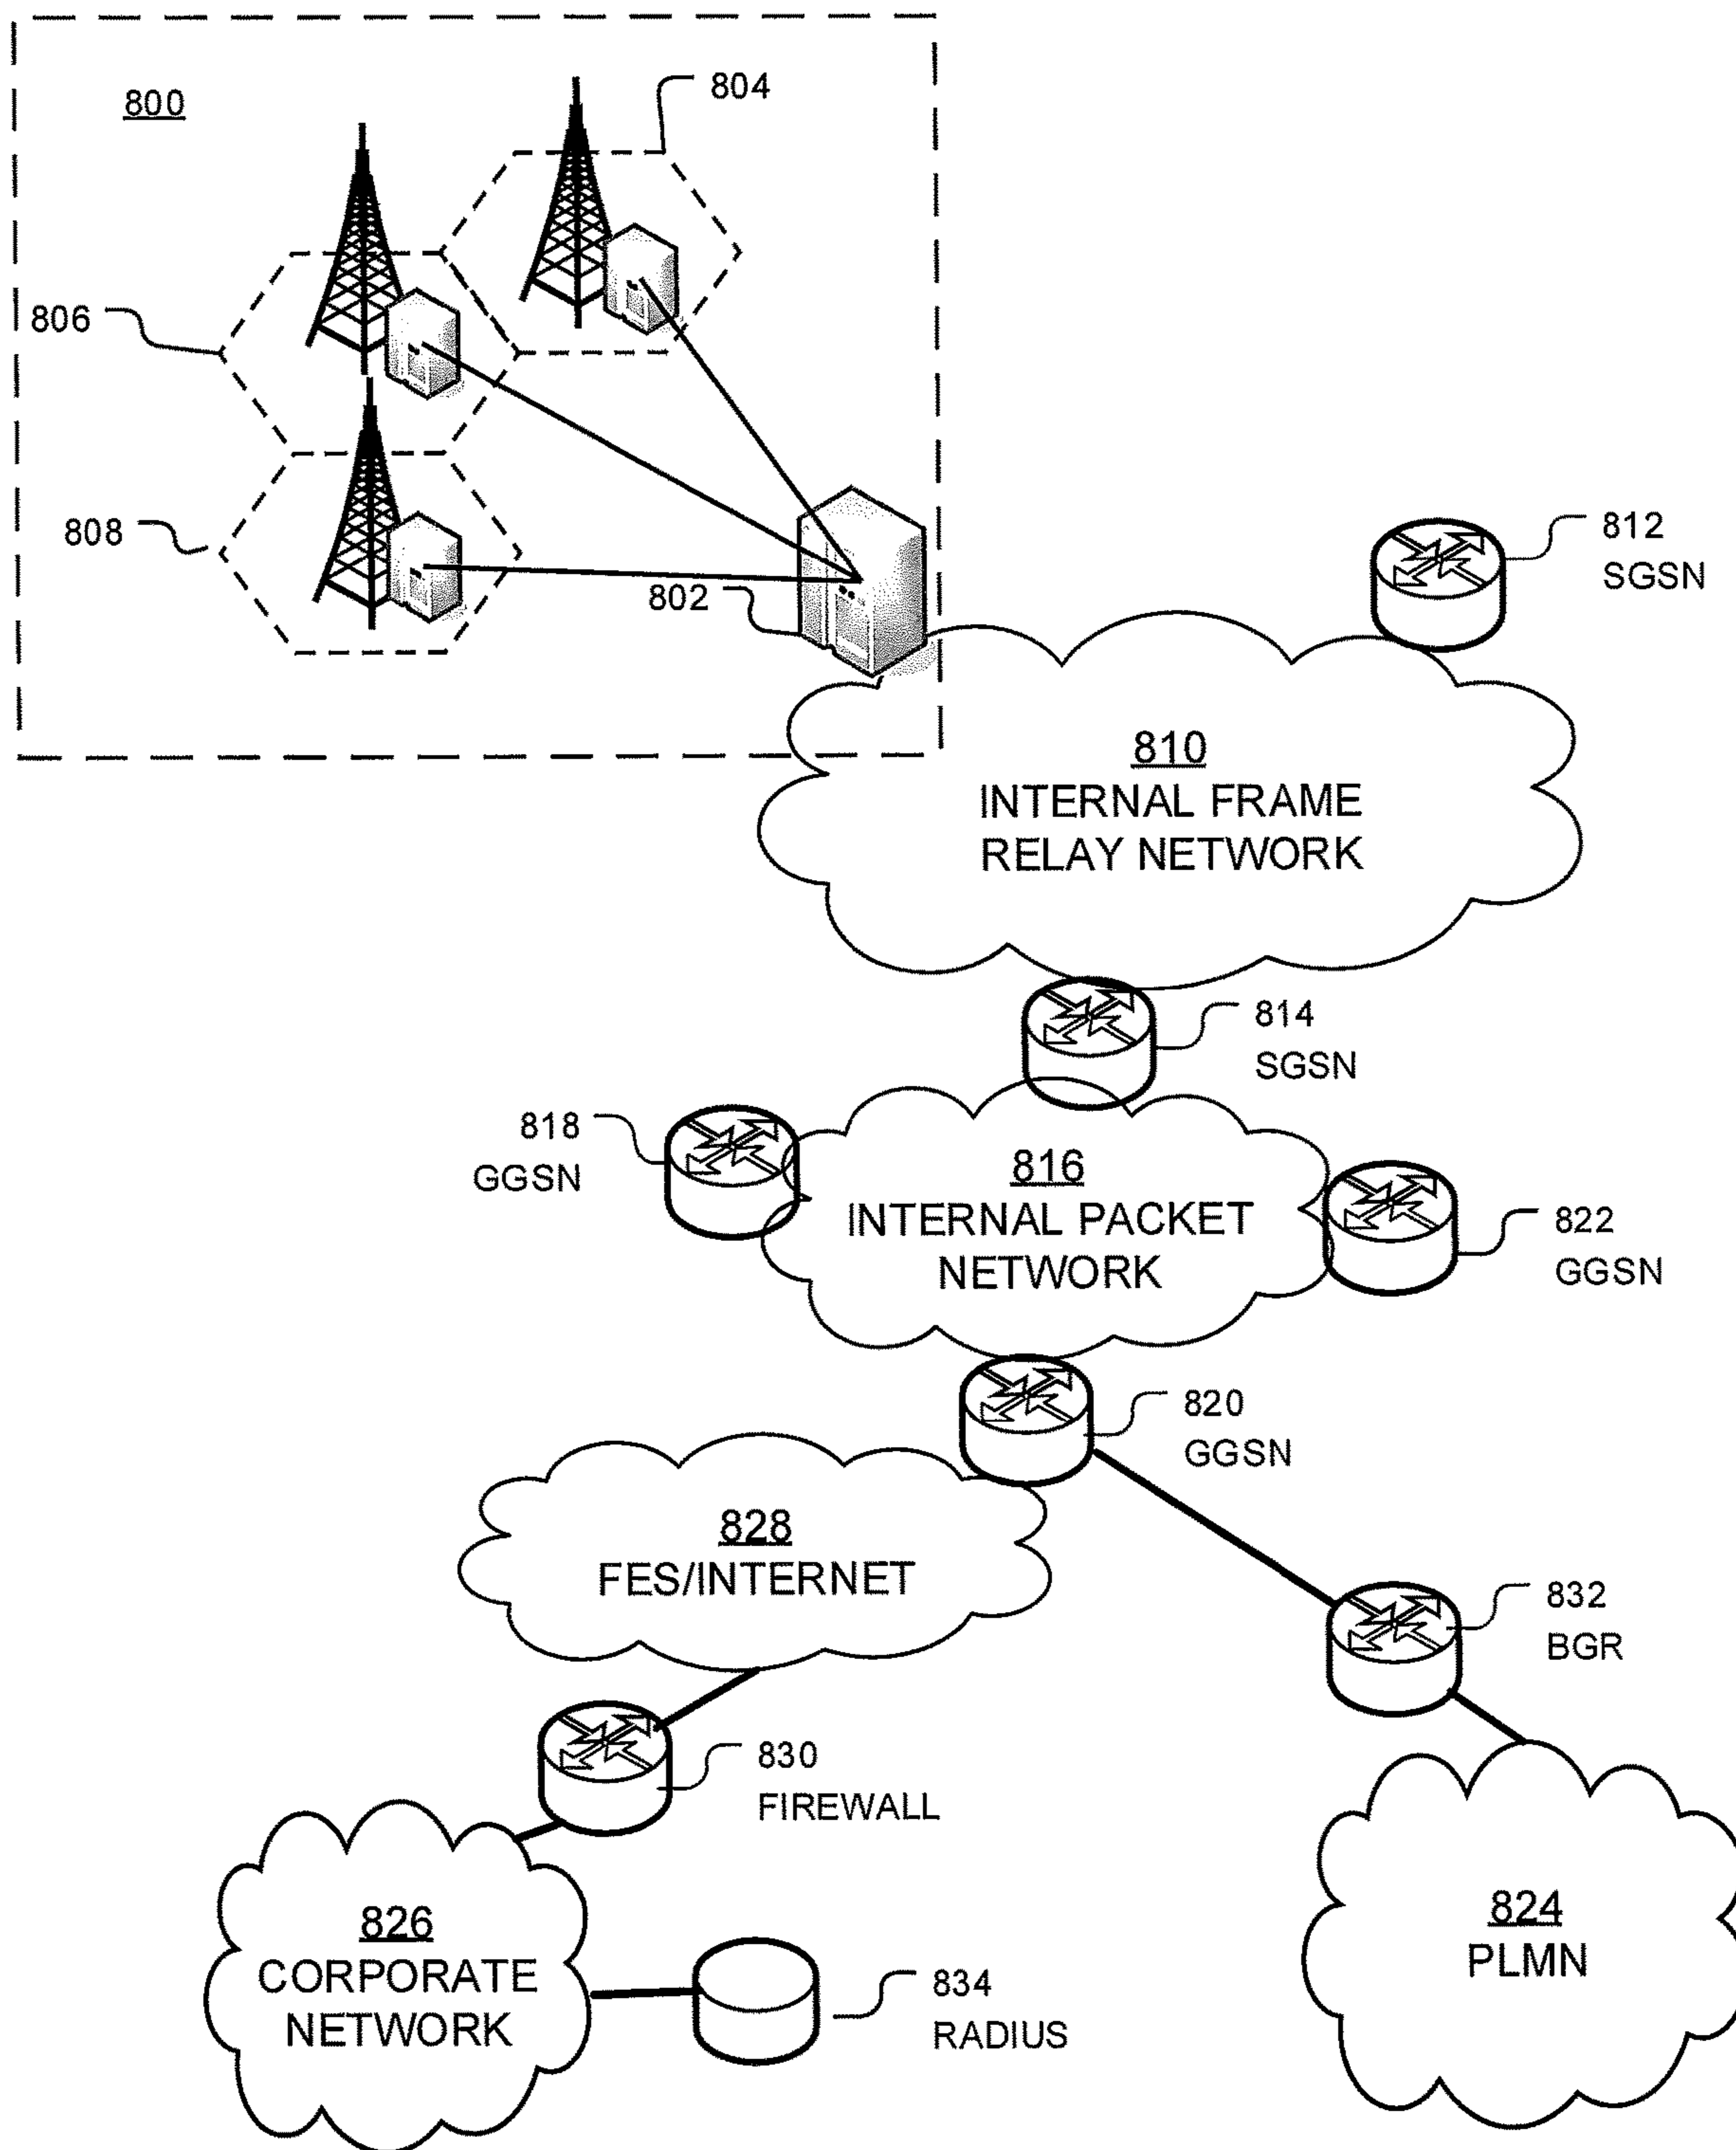 800
804
806
808
802
812
SGSN
810
INTERNAL FRAME
RELAY NETWORK
814
SGSN
818
GGSN
816
INTERNAL PACKET
NETWORK
822
GGSN
820
GGSN
828
FES/INTERNET
832
BGR
830
FIREWALL
826
CORPORATE
NETWORK
834
RADIUS
824
PLMN